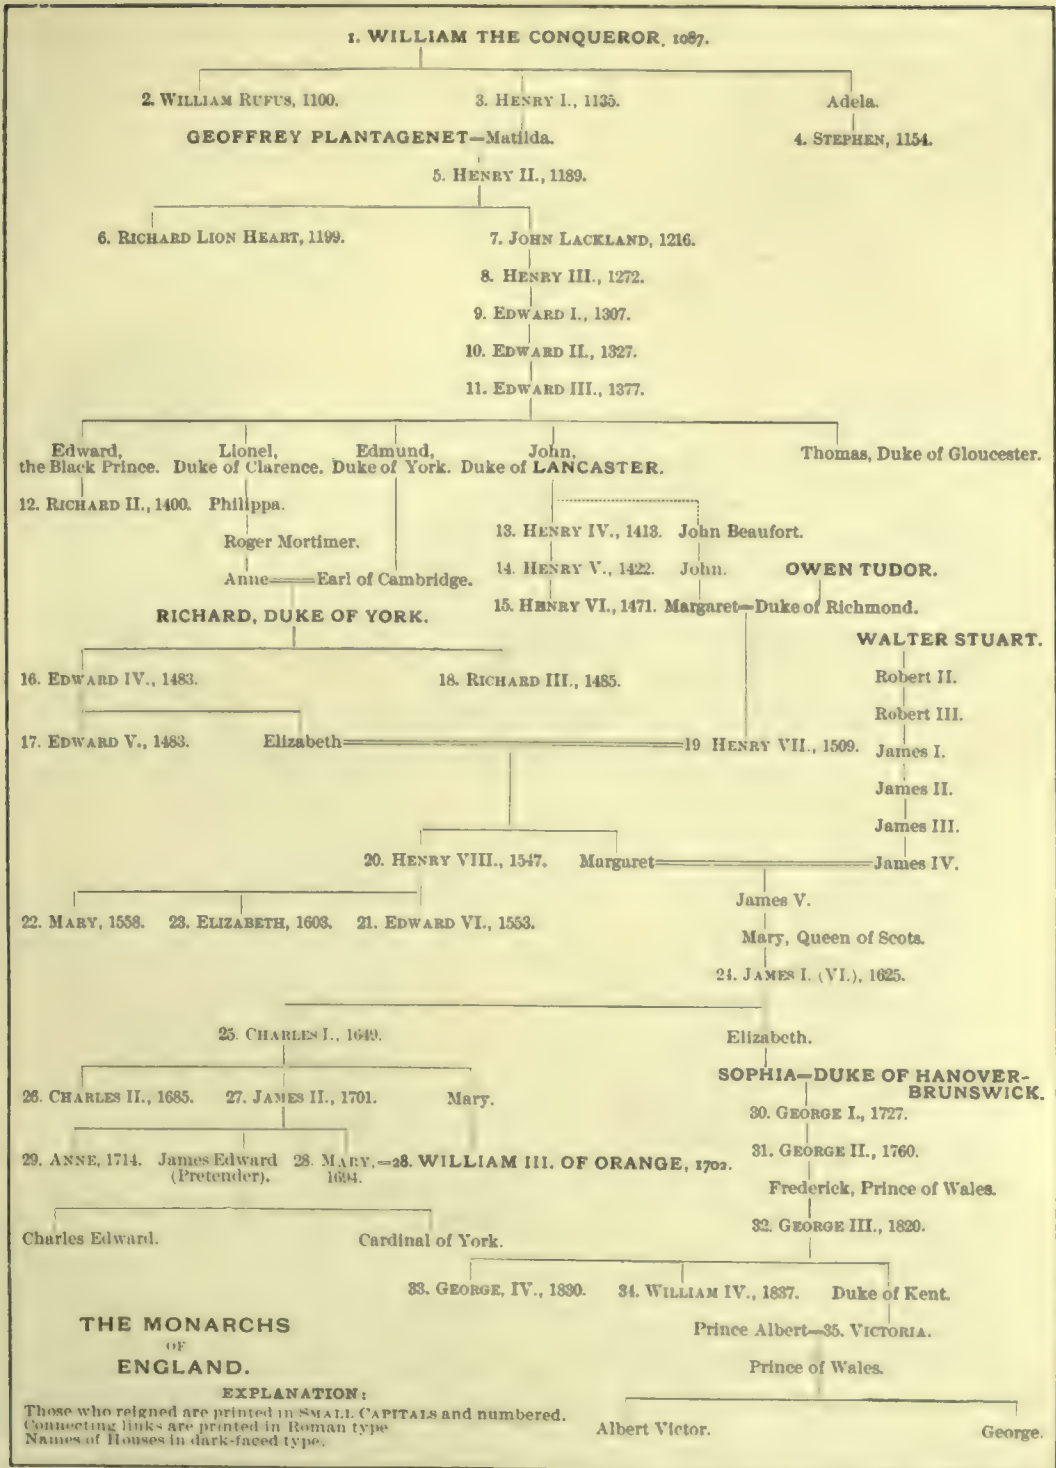 1. WILLIAM THE CONQUEROR, 1087.
2. WILLIAM RUFUS, 1100. 3. HENRY I., 1135. Adela.
GEOFFREY PLANTAGENET=Matilda. 4. STEPHEN, 1154.
5. HENRY II., 1189.
6. RICHARD LION HEART, 1199. 7. JOHN LACKLAND, 1216.
8. HENRY III., 1272.
9. EDWARD I., 1307.
10. EDWARD II., 1327.
11. EDWARD III., 1377.
Edward, Lionel, Edmund, John, Thomas, Duke of Gloucester.
the Black Prince. Duke of Clarence. Duke of York. Duke of LANCASTER.
12. RICHARD II., 1400. Philippa.
13. HENRY IV., 1413. John Beaufort.
Roger Mortimer.
14. HENRY V., 1422. John. OWEN TUDOR.
Anne=Earl of Cambridge.
15. HENRY VI., 1471. Margaret=Duke of Richmond.
RICHARD, DUKE OF YORK.
WALTER STUART.
16. EDWARD IV., 1483. 18. RICHARD III., 1485. Robert II.
Robert III.
17. EDWARD V., 1483. Elizabeth=19 HENRY VII., 1509. James I.
James II.
James III.
20. HENRY VIII., 1547. Margaret=James IV.
James V.
22. MARY, 1558. 23. ELIZABETH, 1603. 21. EDWARD VI., 1553.
Mary, Queen of Scots.
24. JAMES I. (VI.), 1625.
25. CHARLES I., 1649. Elizabeth.
SOPHIA=DUKE OF HANOVER-
BRUNSWICK.
26. CHARLES II., 1685. 27. JAMES II., 1701. Mary.
30. GEORGE I., 1727.
31. GEORGE II., 1760.
29. ANNE, 1714. James Edward 28. MARY,=28. WILLIAM III. OF ORANGE, 1702.
(Pretender). 1694.
Frederick, Prince of Wales.
32. GEORGE III., 1820.
Charles Edward. Cardinal of York.
33. GEORGE, IV., 1830. 34. WILLIAM IV., 1837. Duke of Kent.
THE MONARCHS
OF
ENGLAND.
Prince Albert=35. VICTORIA.
Prince of Wales.
EXPLANATION:
Those who reigned are printed in SMALL CAPITALS and numbered.
Connecting links are printed in Roman type
Names of Houses in dark-faced type.
Albert Victor. George.